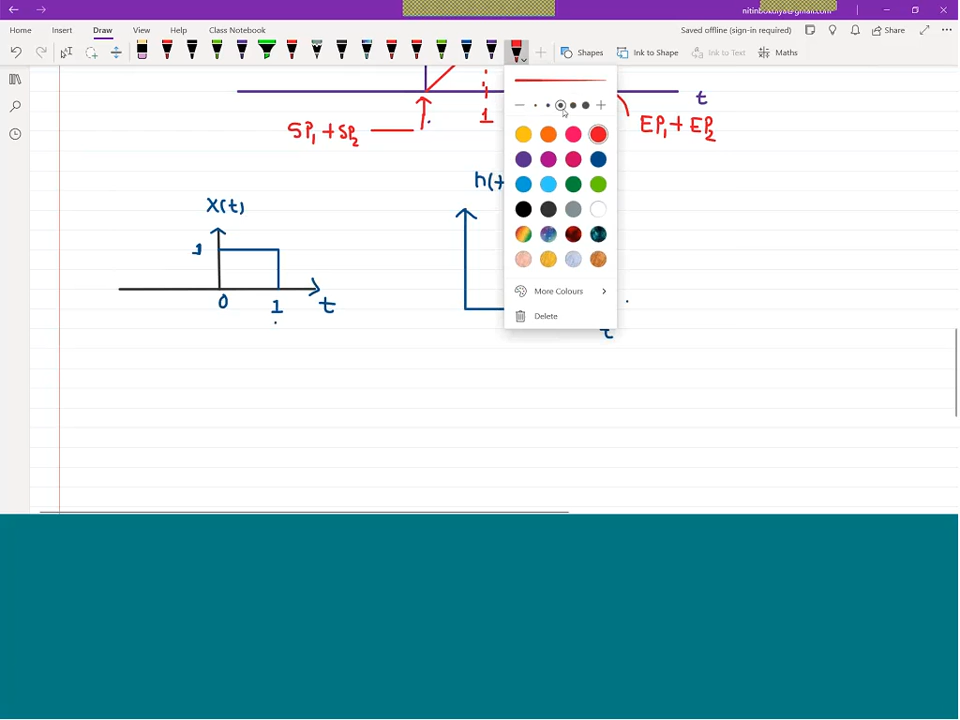 Home Insert Draw View Help Class Notebook Saved offline (sign-in required) Share
Shapes Ink to Shape Ink to Text Maths
t
SP₁ + SP₂
1
EP₁ + EP₂
h(t
x(t)
1
0 1 t
t
More Colours
Delete